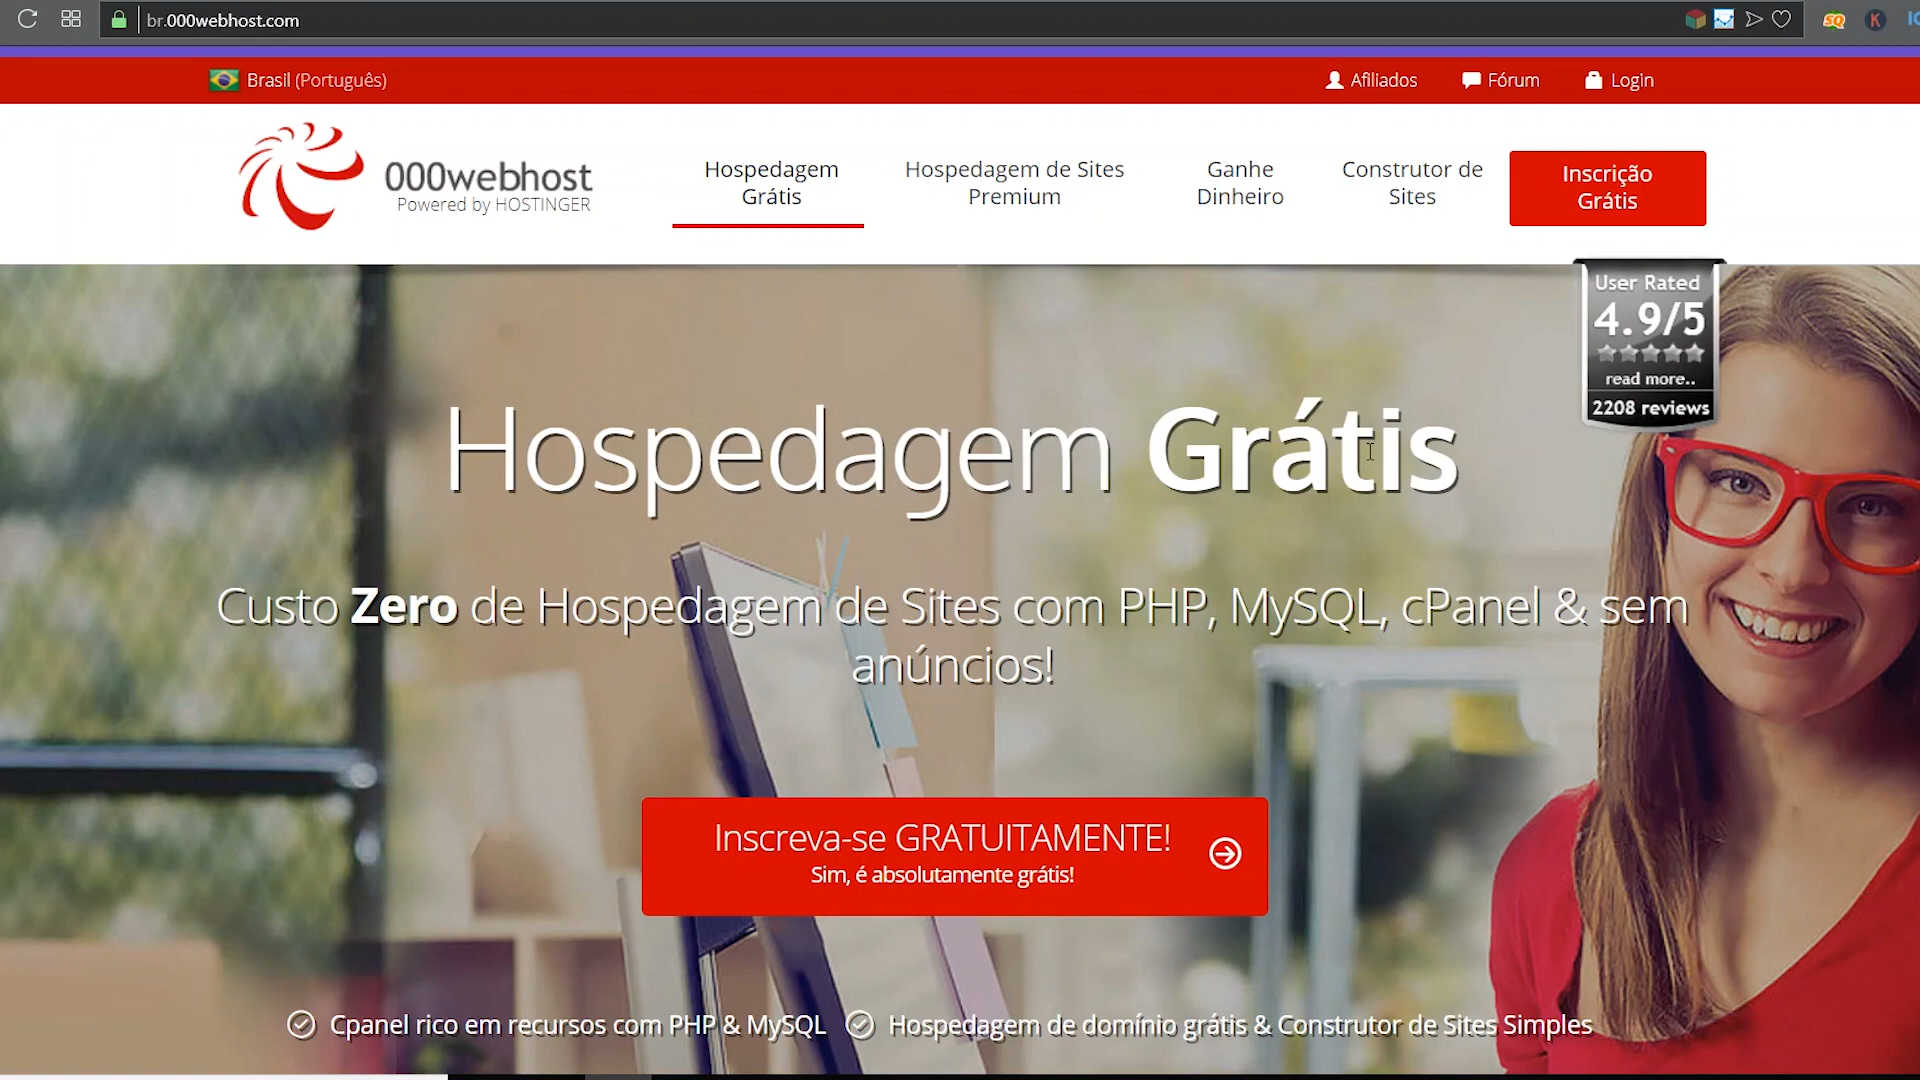 br.000webhost.com
Brasil (Português)
Afiliados
Fórum
Login
000webhost
Powered by HOSTINGER
Hospedagem
Grátis
Hospedagem de Sites
Premium
Ganhe
Dinheiro
Construtor de
Sites
Inscrição
Grátis
User Rated
4.9/5
read more..
2208 reviews
Hospedagem Grátis
Custo Zero de Hospedagem de Sites com PHP, MySQL, cPanel & sem
anúncios!
Inscreva-se GRATUITAMENTE!
Sim, é absolutamente grátis!
Cpanel rico em recursos com PHP & MySQL
Hospedagem de domínio grátis & Construtor de Sites Simples
SQ
K